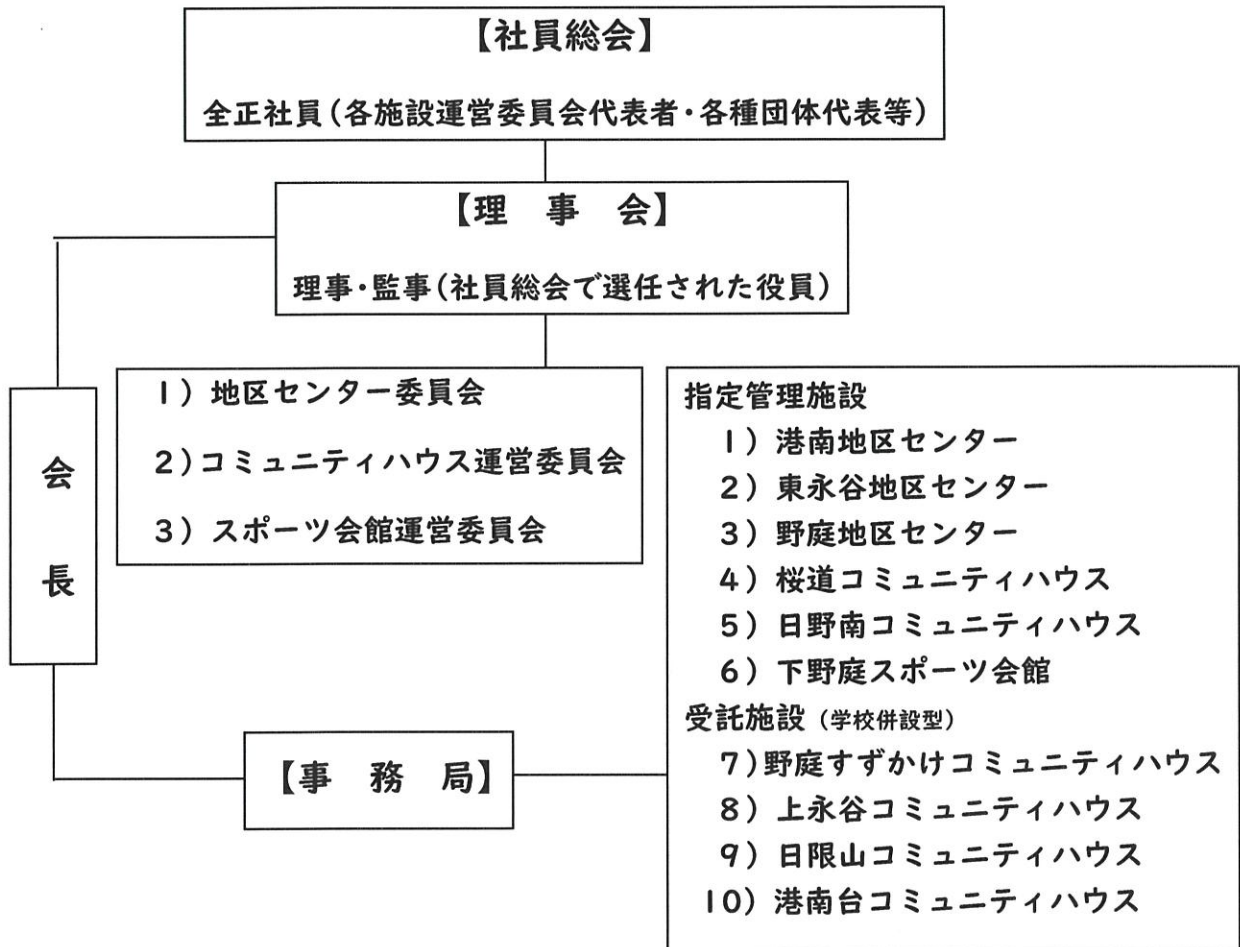 【社員総会】
全正社員（各施設運営委員会代表者・各種団体代表等）
【理　事　会】
理事・監事（社員総会で選任された役員）
会
長
1）地区センター委員会
2）コミュニティハウス運営委員会
3）スポーツ会館運営委員会
【事　務　局】
指定管理施設
1）港南地区センター
2）東永谷地区センター
3）野庭地区センター
4）桜道コミュニティハウス
5）日野南コミュニティハウス
6）下野庭スポーツ会館
受託施設（学校併設型）
7）野庭すずかけコミュニティハウス
8）上永谷コミュニティハウス
9）日限山コミュニティハウス
10）港南台コミュニティハウス